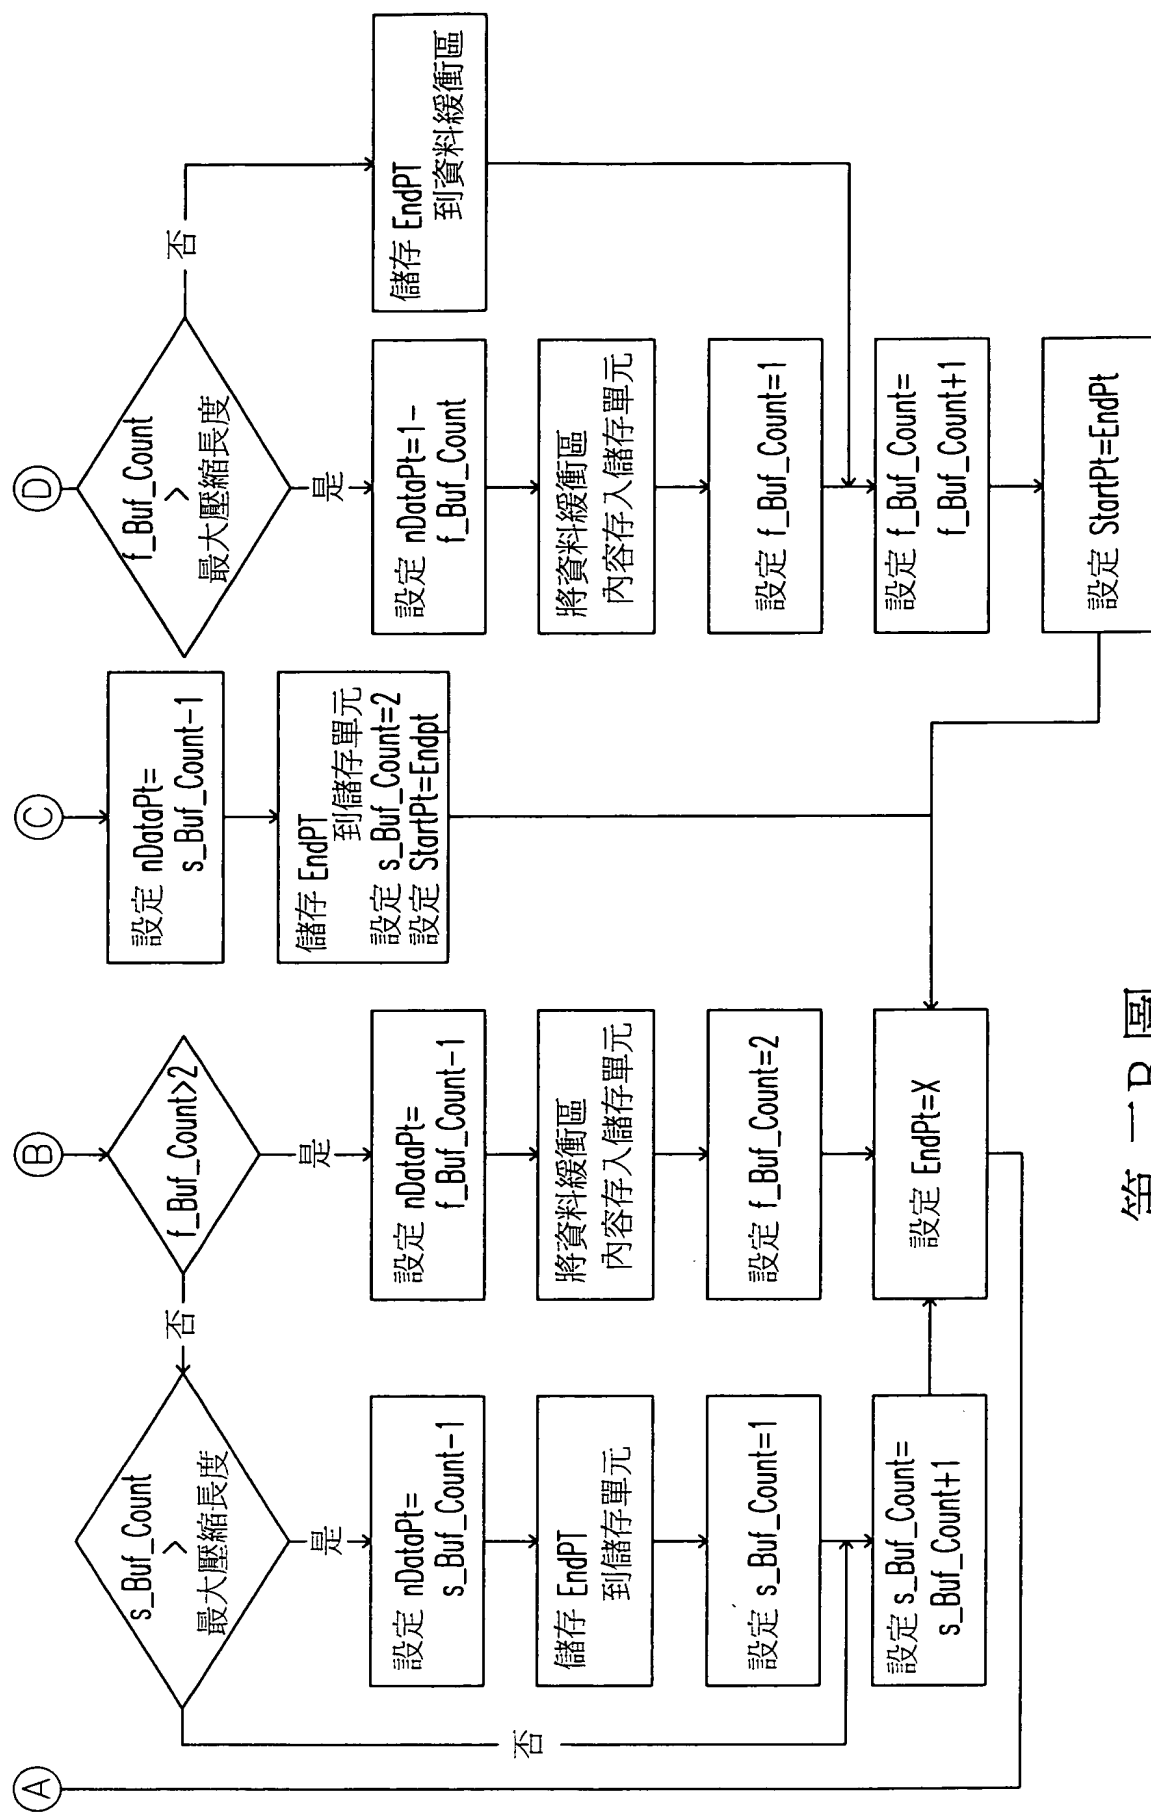 A
B
C
D
s_Buf_Count
>
最大壓縮長度
否
是
設定 nDataPt=
s_Buf_Count-1
儲存 EndPT
到儲存單元
設定 s_Buf_Count=1
設定 s_Buf_Count=
s_Buf_Count+1
否
f_Buf_Count>2
是
設定 nDataPt=
f_Buf_Count-1
將資料緩衝區
內容存入儲存單元
設定 f_Buf_Count=2
設定 EndPt=X
設定 nDataPt=
s_Buf_Count-1
儲存 EndPT
到儲存單元
設定 s_Buf_Count=2
設定 StartPt=Endpt
f_Buf_Count
>
最大壓縮長度
是
否
設定 nDataPt=1-
f_Buf_Count
將資料緩衝區
內容存入儲存單元
設定 f_Buf_Count=1
設定 f_Buf_Count=
f_Buf_Count+1
設定 StartPt=EndPt
儲存 EndPT
到資料緩衝區
第 B 圖